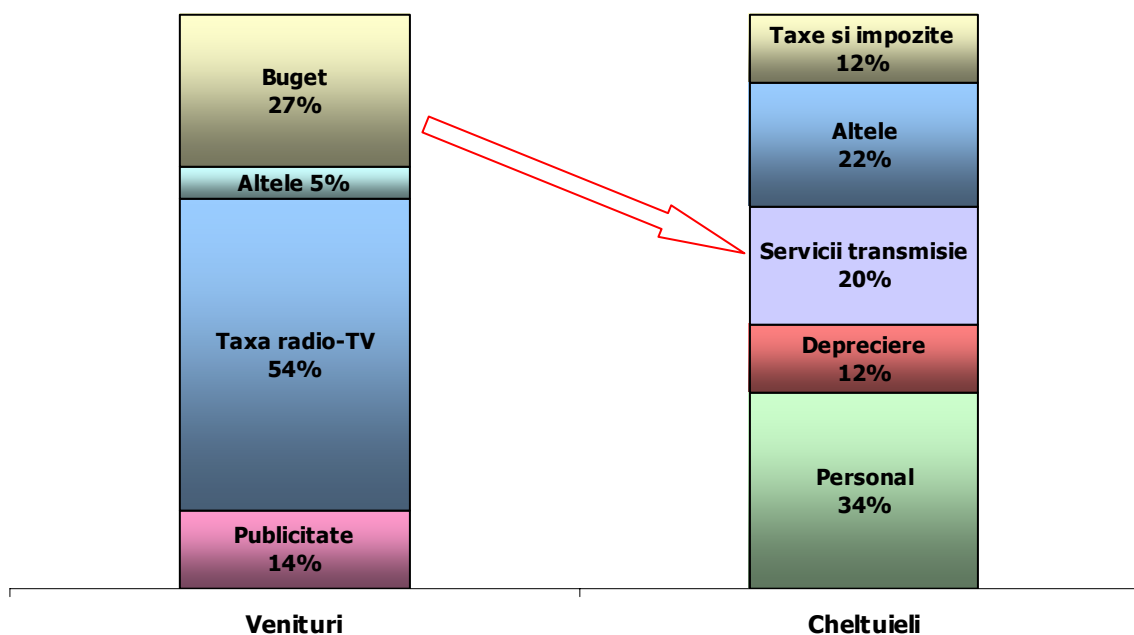 Buget
27%
Altele 5%
Taxa radio-TV
54%
Publicitate
14%
Venituri
Taxe si impozite
12%
Altele
22%
Servicii transmisie
20%
Depreciere
12%
Personal
34%
Cheltuieli